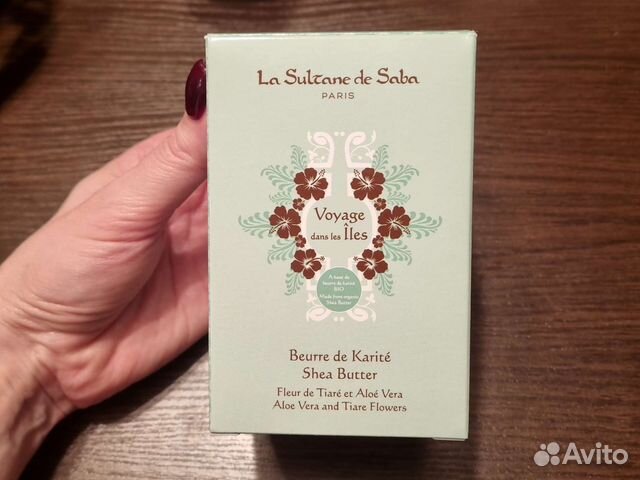 La Sultane de Saba
PARIS
Voyage
dans les Îles
A base de
beurre de karité
BIO
Made from organic
Shea Butter
Beurre de Karité
Shea Butter
Fleur de Tiaré et Aloé Vera
Aloe Vera and Tiare Flowers
Avito